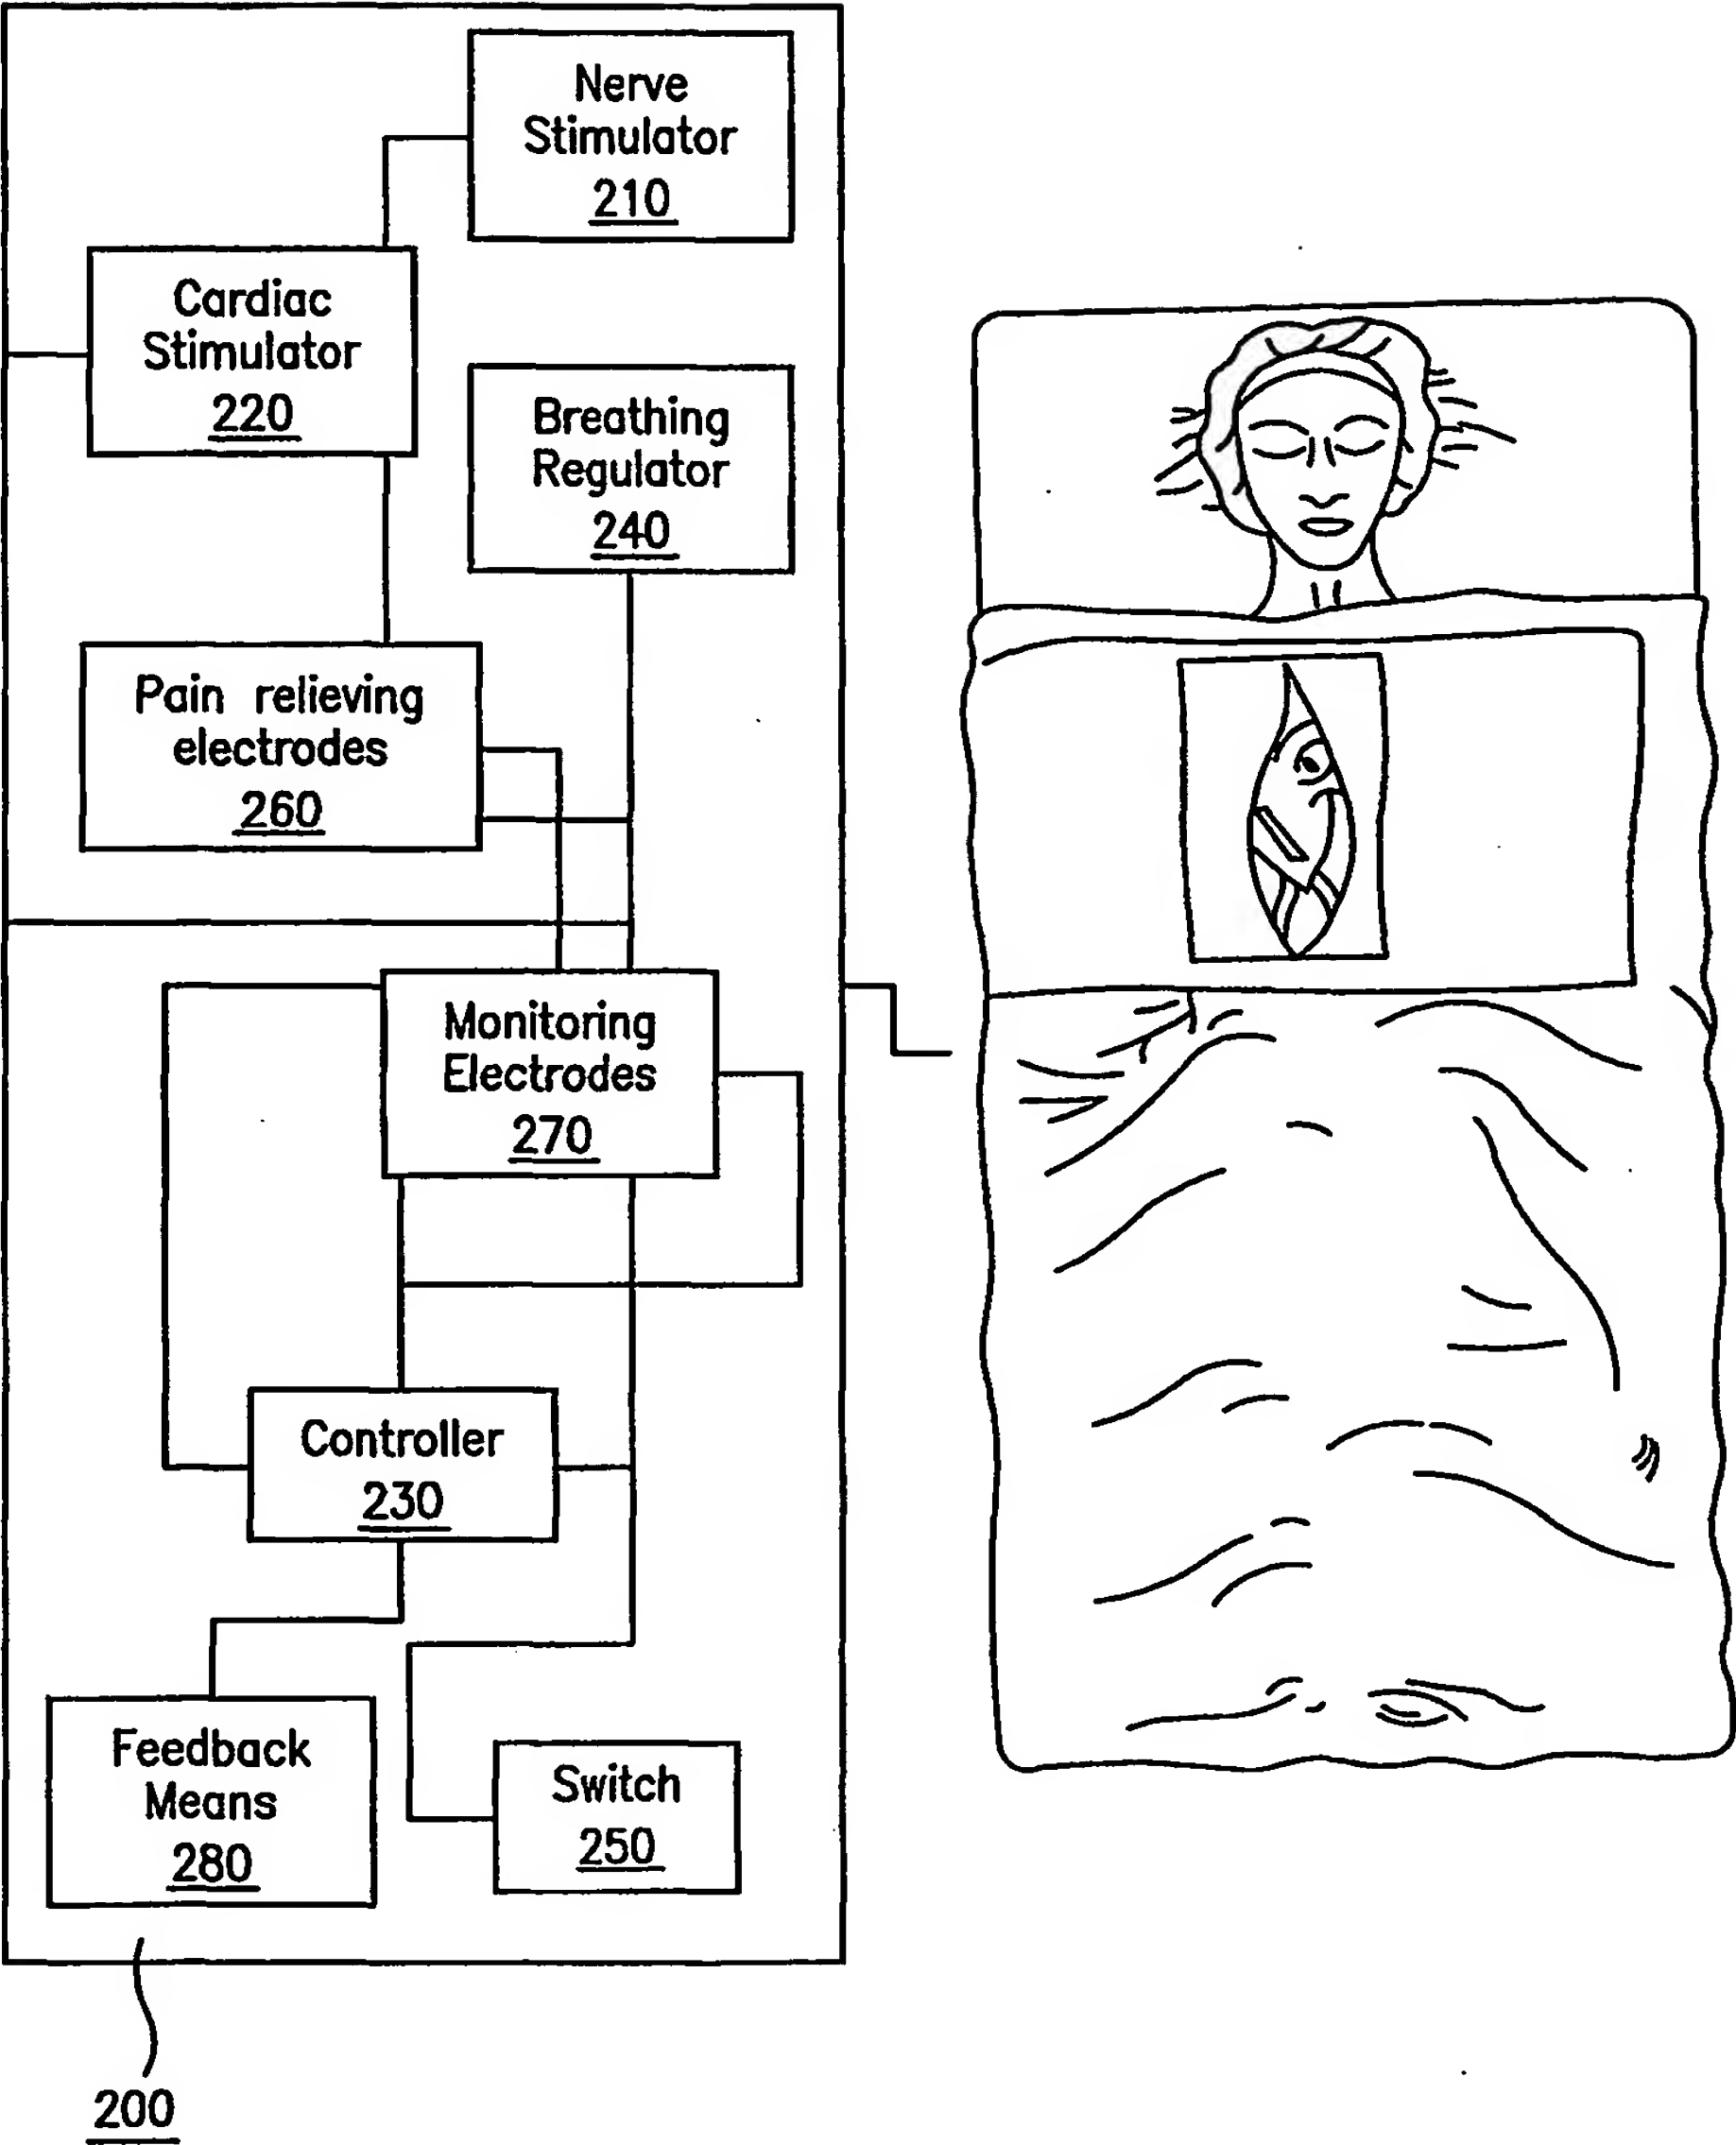 Nerve
Stimulator
210
Cardiac
Stimulator
220
Breathing
Regulator
240
Pain relieving
electrodes
260
Monitoring
Electrodes
270
Controller
230
Feedback
Means
280
Switch
250
200